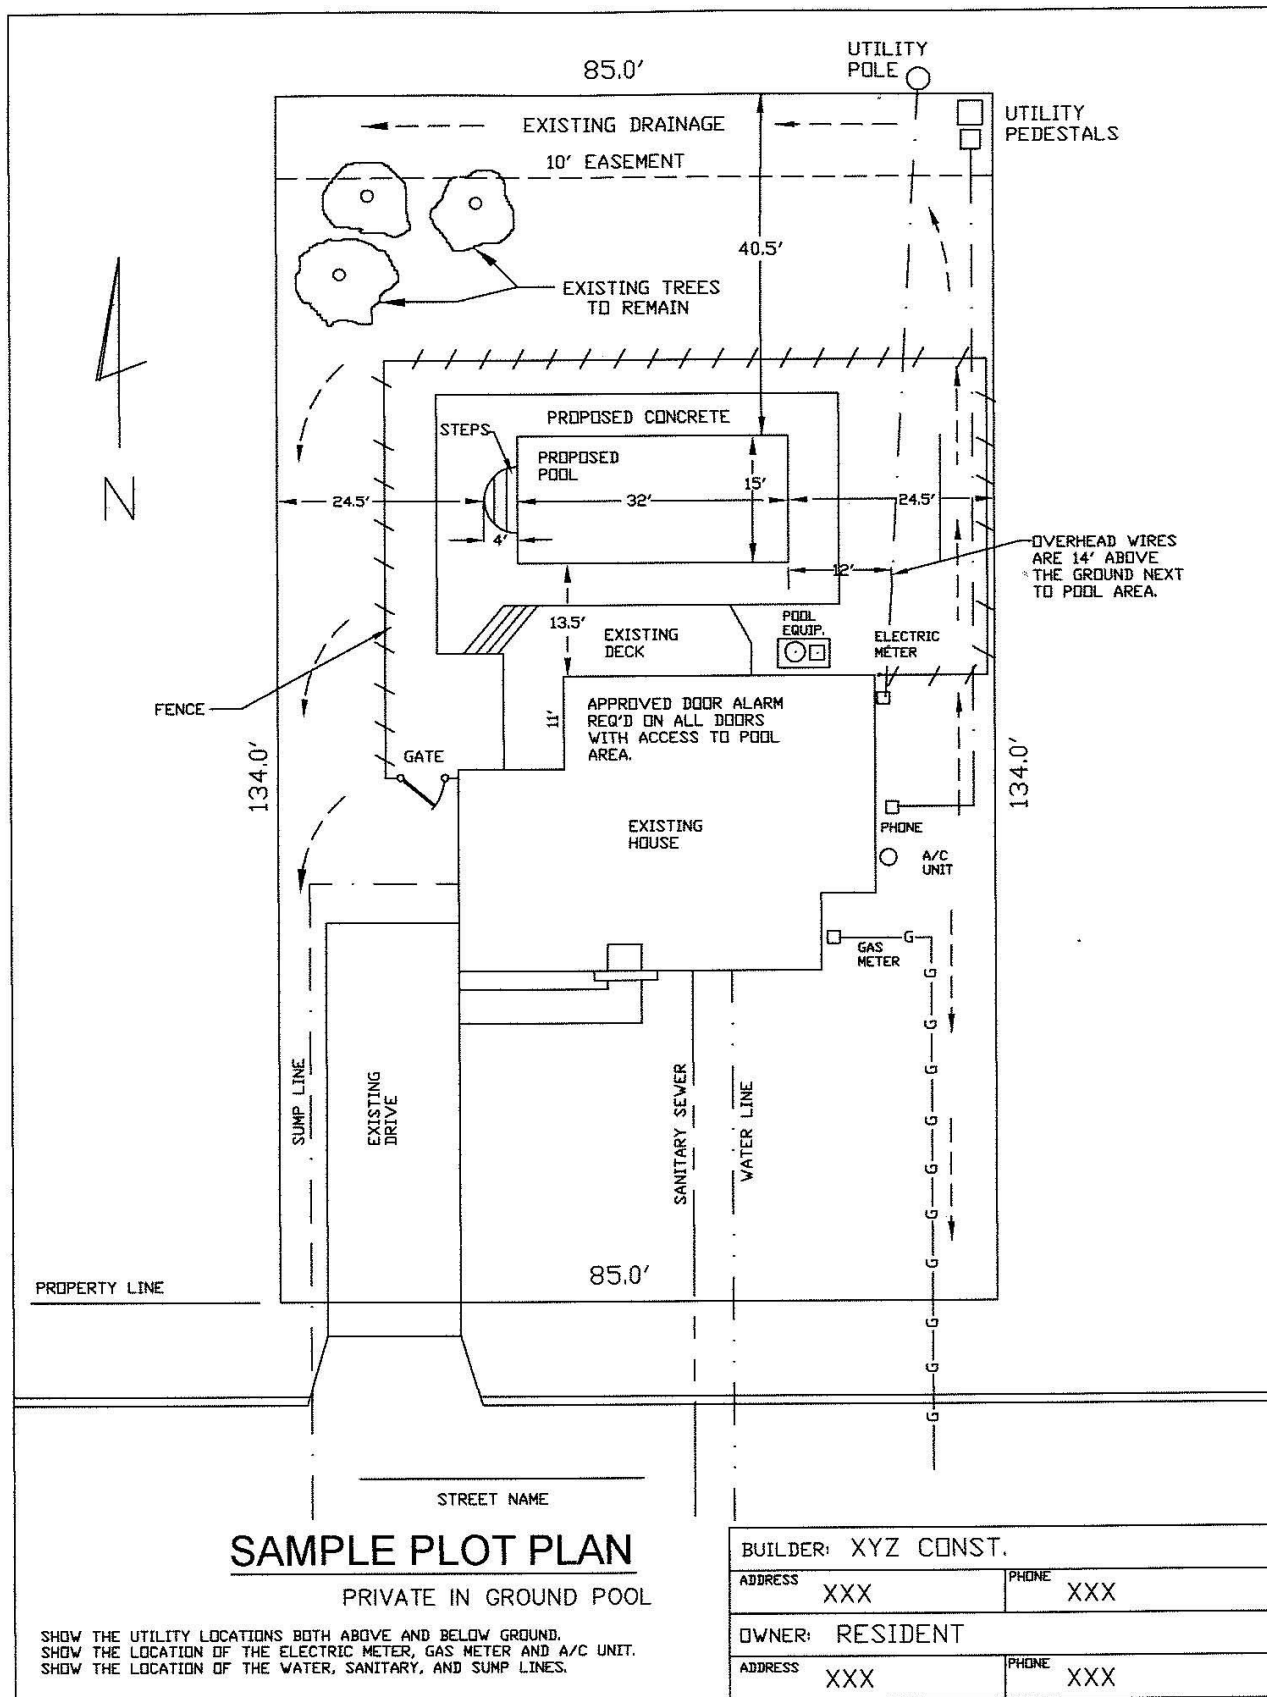 85.0'
UTILITY
POLE
UTILITY
PEDESTALS
EXISTING DRAINAGE
10' EASEMENT
40.5'
EXISTING TREES
TO REMAIN
N
PROPOSED CONCRETE
STEPS
PROPOSED
POOL
15'
24.5'
32'
24.5'
4'
12'
OVERHEAD WIRES
ARE 14' ABOVE
THE GROUND NEXT
TO POOL AREA.
13.5'
EXISTING
DECK
POOL
EQUIP.
ELECTRIC
METER
FENCE
11'
APPROVED DOOR ALARM
REQ'D ON ALL DOORS
WITH ACCESS TO POOL
AREA.
GATE
134.0'
134.0'
EXISTING
HOUSE
PHONE
A/C
UNIT
G
GAS
METER
G
G
G
G
G
G
G
G
G
G
SUMP LINE
EXISTING
DRIVE
SANITARY SEWER
WATER LINE
85.0'
PROPERTY LINE
STREET NAME
SAMPLE PLOT PLAN
PRIVATE IN GROUND POOL
SHOW THE UTILITY LOCATIONS BOTH ABOVE AND BELOW GROUND.
SHOW THE LOCATION OF THE ELECTRIC METER, GAS METER AND A/C UNIT.
SHOW THE LOCATION OF THE WATER, SANITARY, AND SUMP LINES.
BUILDER: XYZ CONST.
ADDRESS XXX PHONE XXX
OWNER: RESIDENT
ADDRESS XXX PHONE XXX